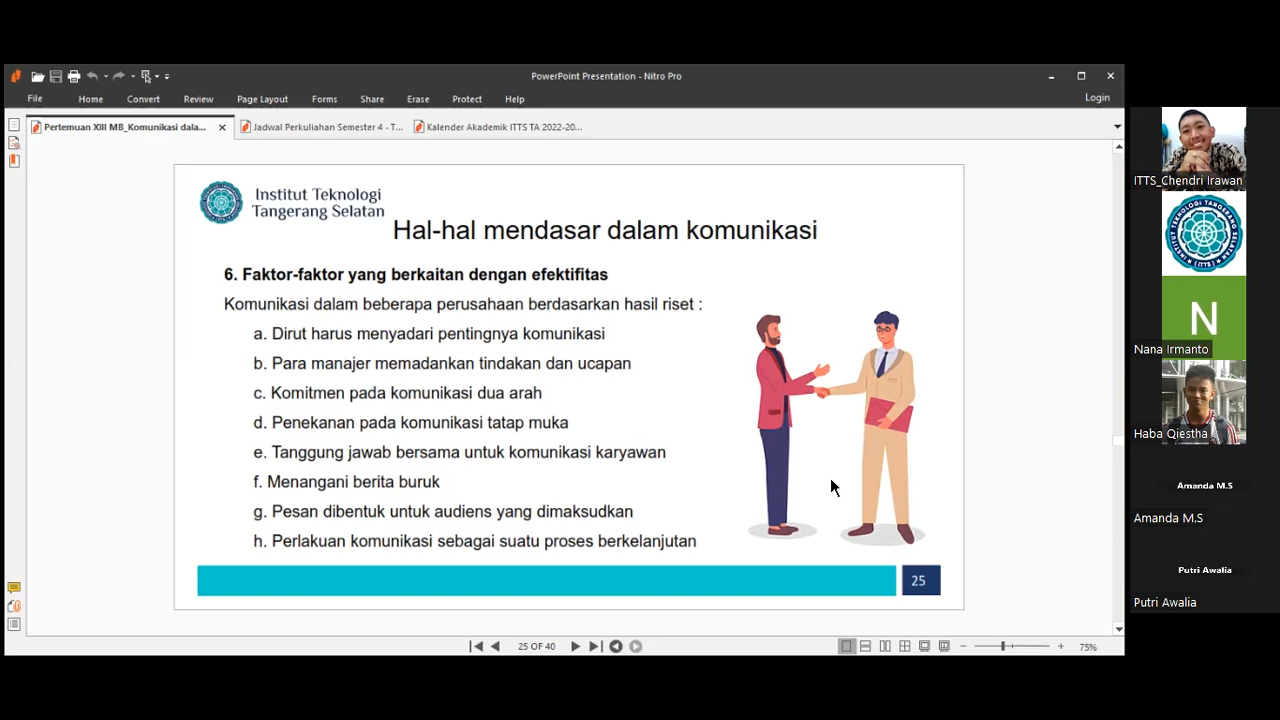 PowerPoint Presentation - Nitro Pro
File Home Convert Review Page Layout Forms Share Erase Protect Help Login
Pertemuan XIII MB_Komunikasi dala...
Jadwal Perkuliahan Semester 4 - T...
Kalender Akademik ITTS TA 2022-20...
Institut Teknologi
Tangerang Selatan
Hal-hal mendasar dalam komunikasi
6. Faktor-faktor yang berkaitan dengan efektifitas
Komunikasi dalam beberapa perusahaan berdasarkan hasil riset :
a. Dirut harus menyadari pentingnya komunikasi
b. Para manajer memadankan tindakan dan ucapan
c. Komitmen pada komunikasi dua arah
d. Penekanan pada komunikasi tatap muka
e. Tanggung jawab bersama untuk komunikasi karyawan
f. Menangani berita buruk
g. Pesan dibentuk untuk audiens yang dimaksudkan
h. Perlakuan komunikasi sebagai suatu proses berkelanjutan
25
25 OF 40
75%
ITTS_Chendri Irawan
INSTITUT TEKNOLOGI TANGERANG SELATAN
(ITTS)
N
Nana Irmanto
Haba Qiestha
Amanda M.S
Amanda M.S
Putri Awalia
Putri Awalia